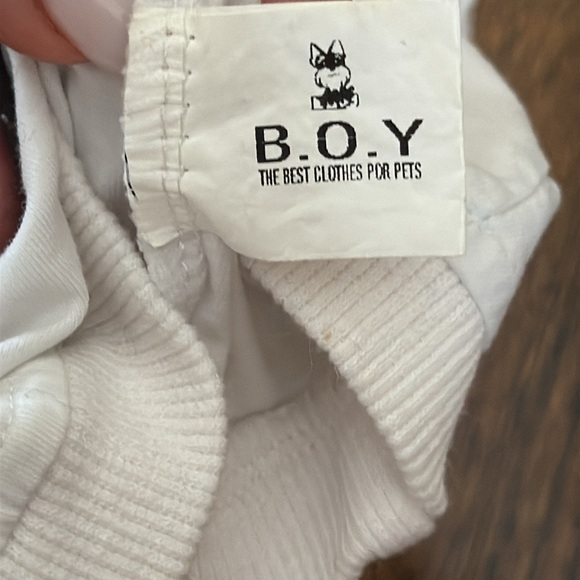 B.O.Y
THE BEST CLOTHES POR PETS